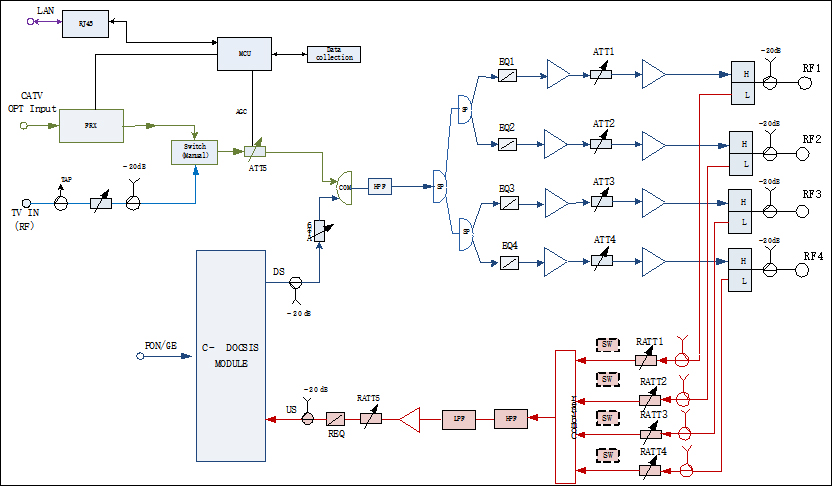 LAN
RJ45
MCU
Data
collection
CATV
OPT Input
PRX
AGC
Switch
(Manual)
ATT5
TAP
-20dB
TV IN
(RF)
COM
HPF
SP
SP
SP
EQ1
ATT1
EQ2
ATT2
EQ3
ATT3
EQ4
ATT4
H
L
-20dB
RF1
H
L
-20dB
RF2
H
L
-20dB
RF3
H
L
-20dB
RF4
DS
-20dB
PON/GE
C- DOCSIS
MODULE
US
-20dB
REQ
RATT5
LPF
HPF
SW
RATT1
SW
RATT2
SW
RATT3
SW
RATT4